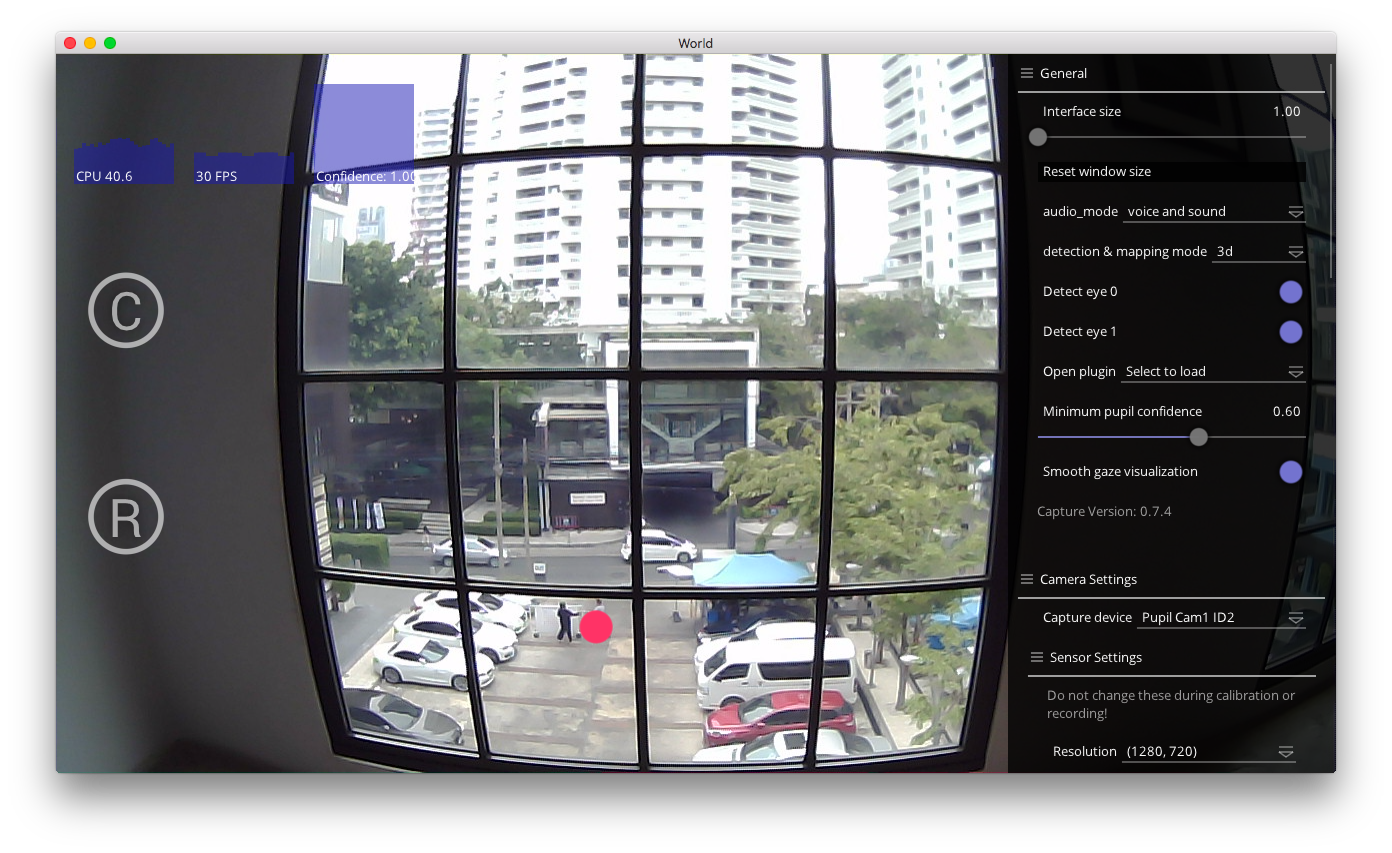 World
CPU 40.6
30 FPS
Confidence: 1.00
C
R
General
Interface size 1.00
Reset window size
audio_mode voice and sound
detection & mapping mode 3d
Detect eye 0
Detect eye 1
Open plugin Select to load
Minimum pupil confidence 0.60
Smooth gaze visualization
Capture Version: 0.7.4
Camera Settings
Capture device Pupil Cam1 ID2
Sensor Settings
Do not change these during calibration or
recording!
Resolution (1280, 720)